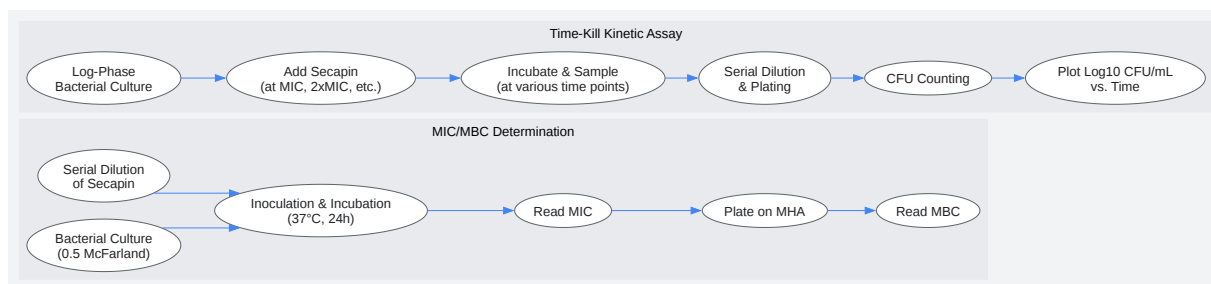 Time-Kill Kinetic Assay
Log-Phase
Bacterial Culture
Add Secapin
(at MIC, 2xMIC, etc.)
Incubate & Sample
(at various time points)
Serial Dilution
& Plating
CFU Counting
Plot Log10 CFU/mL
vs. Time
MIC/MBC Determination
Serial Dilution
of Secapin
Bacterial Culture
(0.5 McFarland)
Inoculation & Incubation
(37°C, 24h)
Read MIC
Plate on MHA
Read MBC